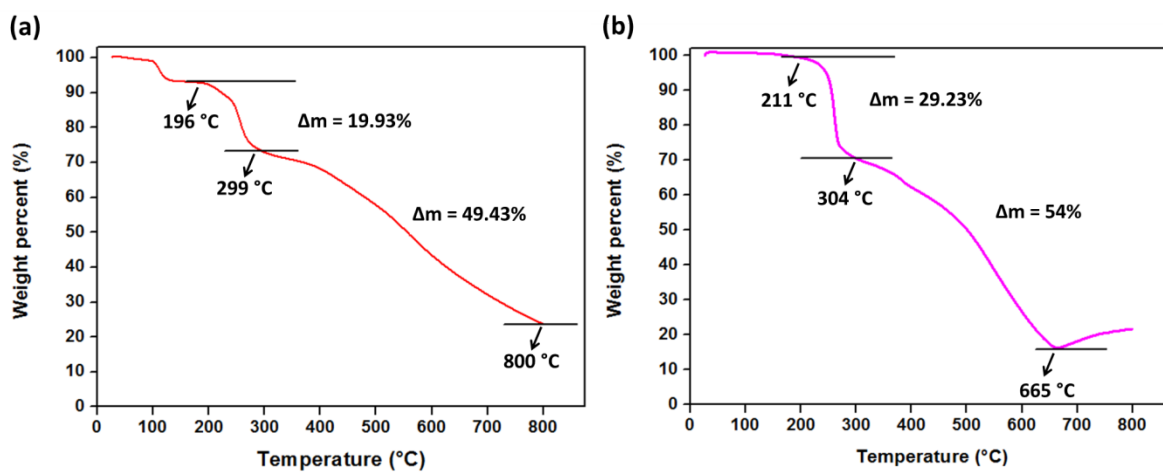 (a)
100
90
80
70
60
50
40
30
20
10
0
Weight percent (%)
196 °C
Δm = 19.93%
299 °C
Δm = 49.43%
800 °C
0 100 200 300 400 500 600 700 800
Temperature (°C)
(b)
100
90
80
70
60
50
40
30
20
10
0
Weight percent (%)
211 °C
Δm = 29.23%
304 °C
Δm = 54%
665 °C
0 100 200 300 400 500 600 700 800
Temperature (°C)